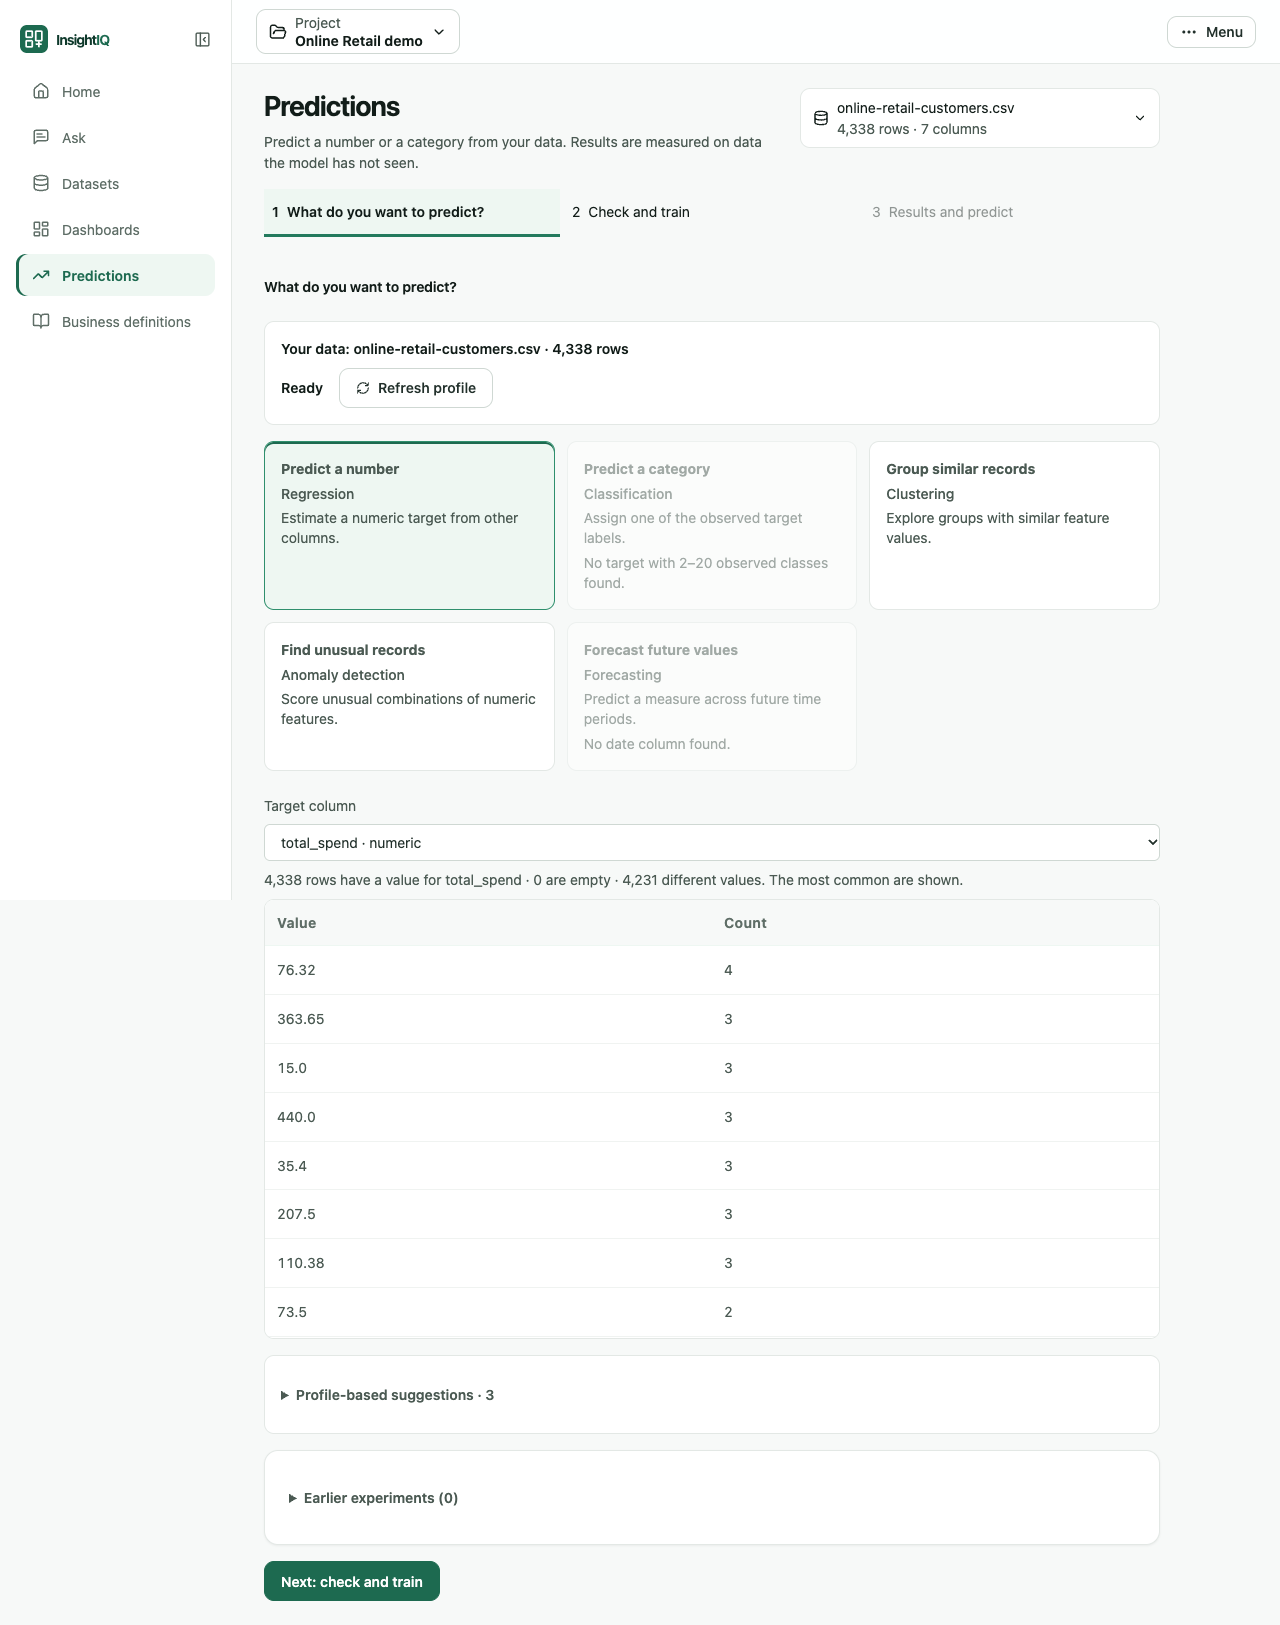 InsightIQ
Home
Ask
Datasets
Dashboards
Predictions
Business definitions
Project
Online Retail demo
Menu
Predictions
Predict a number or a category from your data. Results are measured on data
the model has not seen.
online-retail-customers.csv
4,338 rows · 7 columns
1 What do you want to predict?
2 Check and train
3 Results and predict
What do you want to predict?
Your data: online-retail-customers.csv · 4,338 rows
Ready
Refresh profile
Predict a number
Regression
Estimate a numeric target from other
columns.
Predict a category
Classification
Assign one of the observed target
labels.
No target with 2–20 observed classes
found.
Group similar records
Clustering
Explore groups with similar feature
values.
Find unusual records
Anomaly detection
Score unusual combinations of numeric
features.
Forecast future values
Forecasting
Predict a measure across future time
periods.
No date column found.
Target column
total_spend · numeric
4,338 rows have a value for total_spend · 0 are empty · 4,231 different values. The most common are shown.
Value Count
76.32 4
363.65 3
15.0 3
440.0 3
35.4 3
207.5 3
110.38 3
73.5 2
Profile-based suggestions · 3
Earlier experiments (0)
Next: check and train